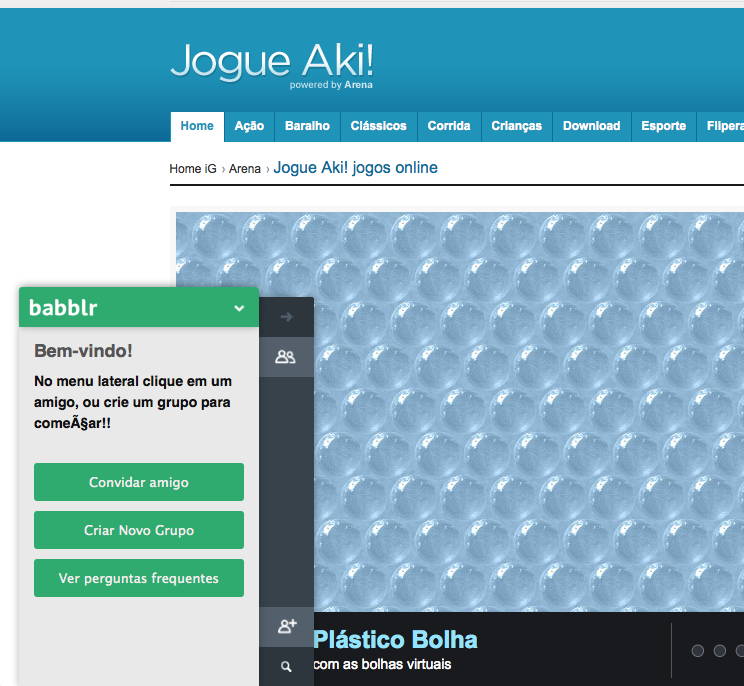 Jogue Aki!
powered by Arena
Home Ação Baralho Clássicos Corrida Crianças Download Esporte Flipera
Home iG › Arena › Jogue Aki! jogos online
babblr
Bem-vindo!
No menu lateral clique em um
amigo, ou crie um grupo para
comeÃ§ar!!
Convidar amigo
Criar Novo Grupo
Ver perguntas frequentes
Plástico Bolha
com as bolhas virtuais